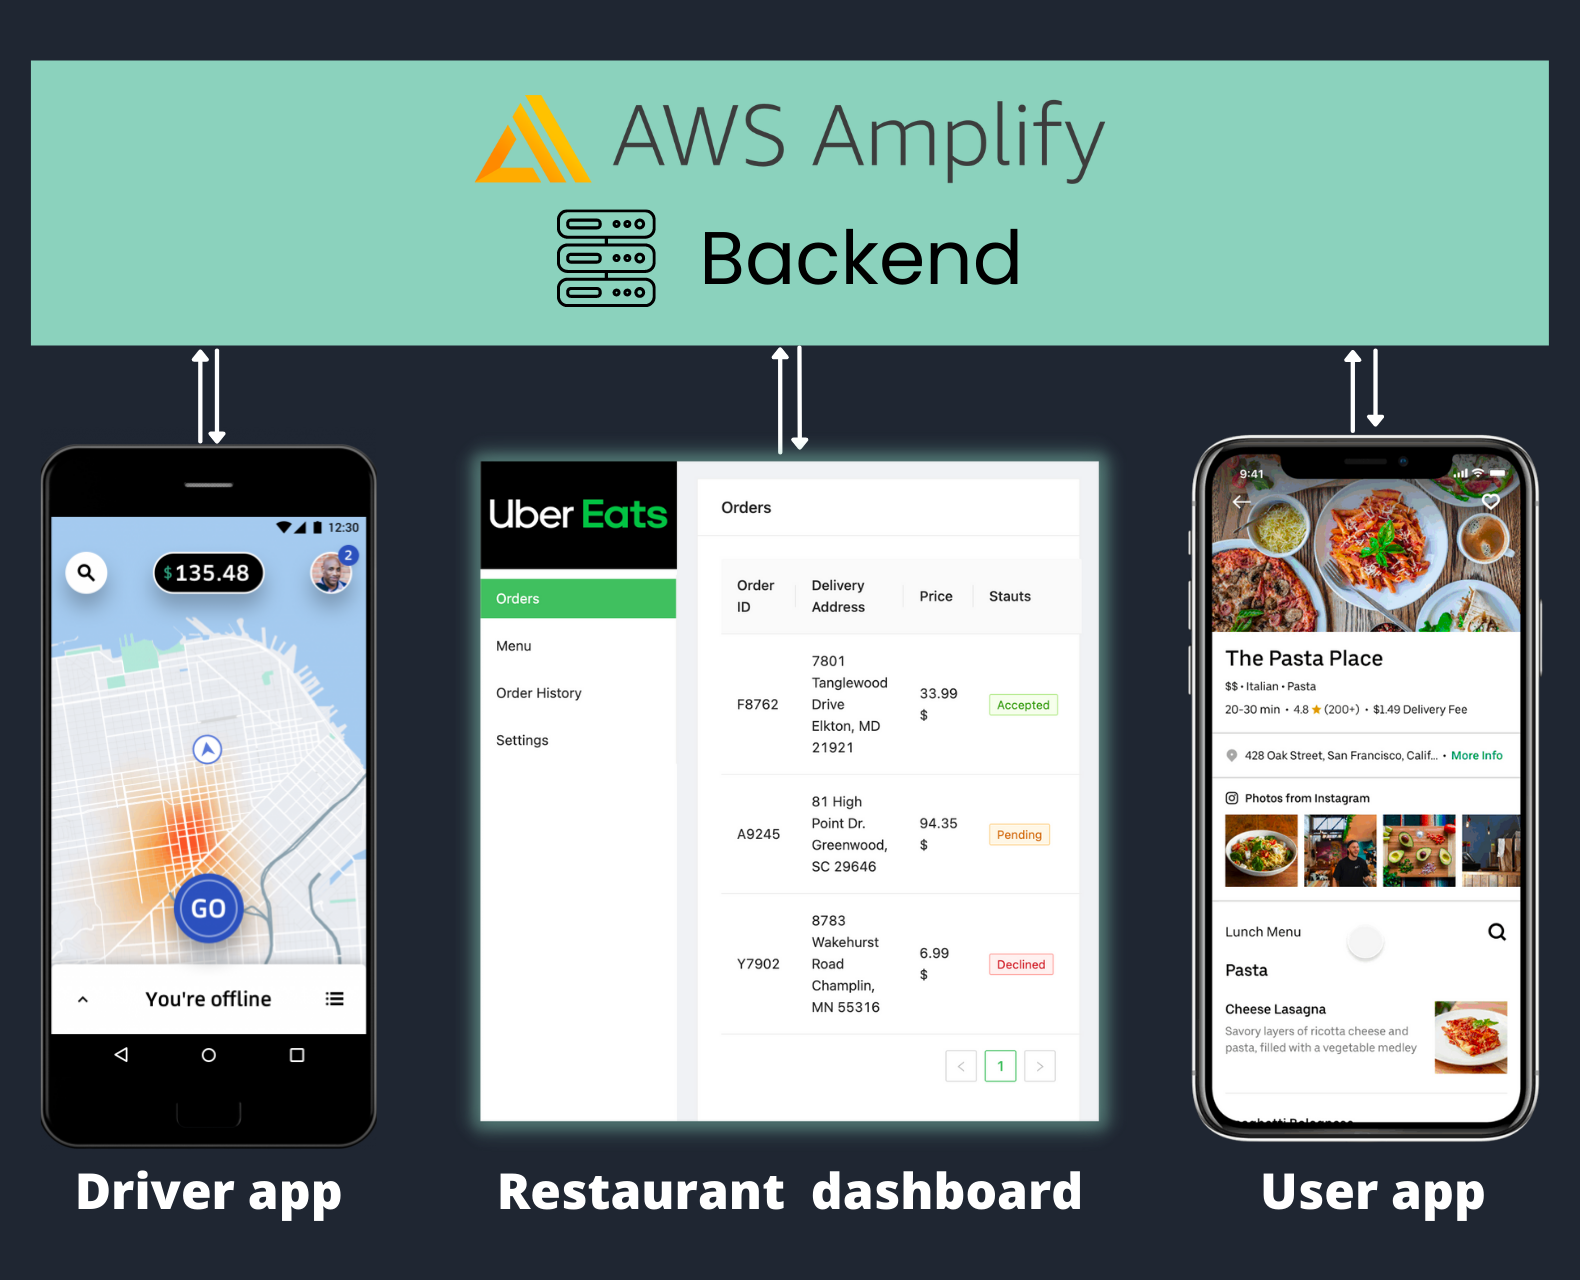 AWS Amplify
Backend
12:30
$135.48
2
GO
You're offline
Driver app
Uber Eats
Orders
Menu
Order History
Settings
Orders
Order
ID
Delivery
Address
Price
Stauts
F8762
7801
Tanglewood
Drive
Elkton, MD
21921
33.99
$
Accepted
A9245
81 High
Point Dr.
Greenwood,
SC 29646
94.35
$
Pending
Y7902
8783
Wakehurst
Road
Champlin,
MN 55316
6.99
$
Declined
< 1 >
Restaurant dashboard
9:41
The Pasta Place
$$ • Italian • Pasta
20-30 min • 4.8 ★ (200+) • $1.49 Delivery Fee
428 Oak Street, San Francisco, Calif... • More Info
Photos from Instagram
Lunch Menu
Pasta
Cheese Lasagna
Savory layers of ricotta cheese and
pasta, filled with a vegetable medley
User app